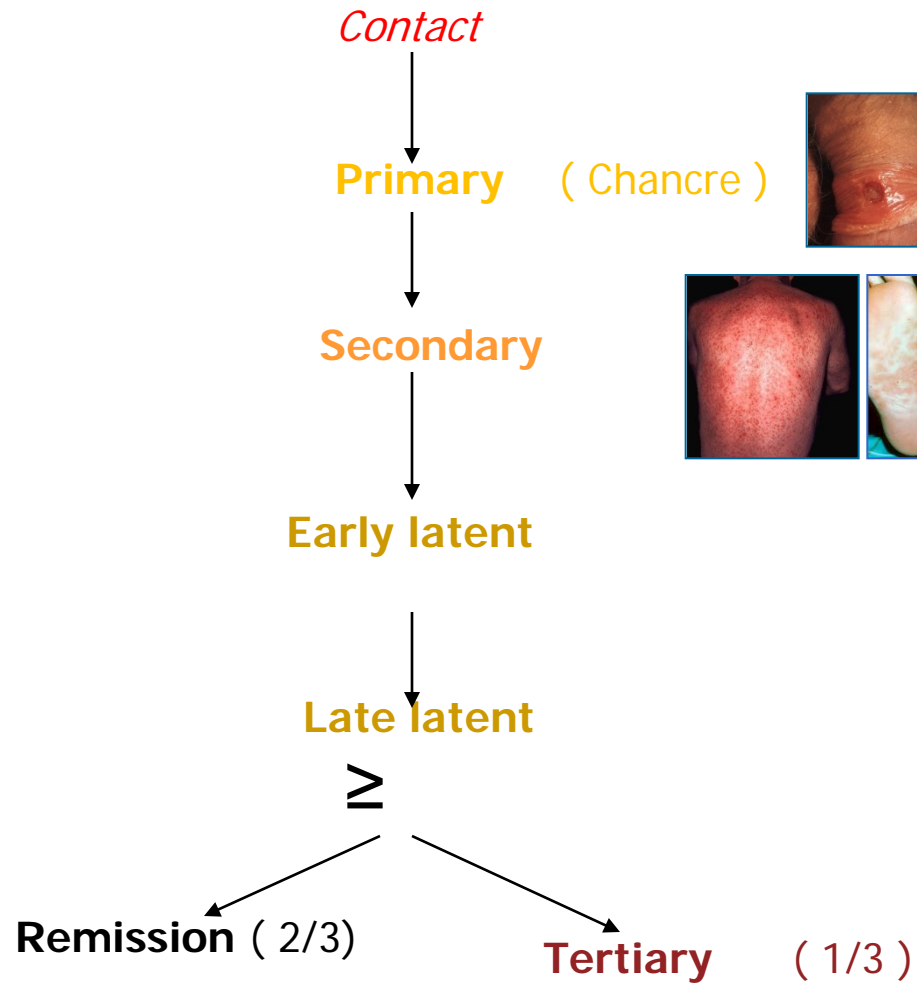 Contact
Primary ( Chancre )
Secondary
Early latent
Late latent
≥
Remission ( 2/3)
Tertiary ( 1/3 )